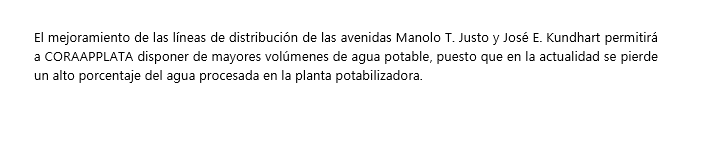 El mejoramiento de las líneas de distribución de las avenidas Manolo T. Justo y José E. Kundhart permitirá
a CORAAPPLATA disponer de mayores volúmenes de agua potable, puesto que en la actualidad se pierde
un alto porcentaje del agua procesada en la planta potabilizadora.